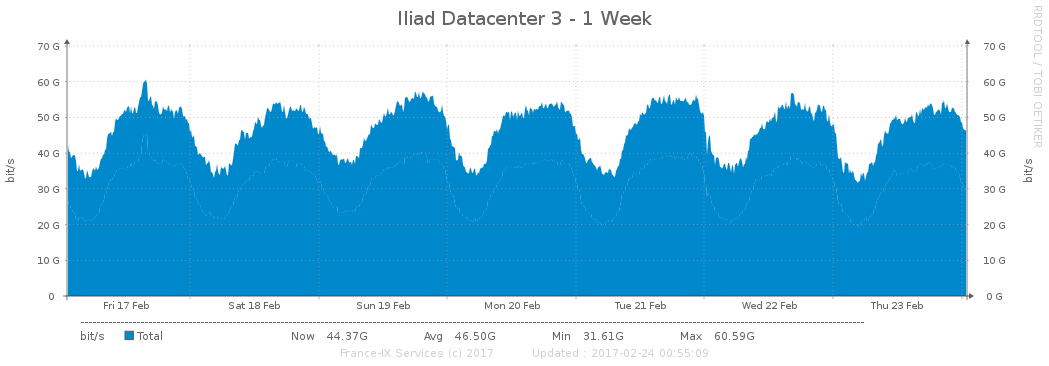 Iliad Datacenter 3 - 1 Week
RRDTOOL / TOBI OETIKER
70 G 70 G
60 G 60 G
50 G 50 G
40 G 40 G
30 G 30 G
20 G 20 G
10 G 10 G
0 0 G
bit/s bit/s
Fri 17 Feb Sat 18 Feb Sun 19 Feb Mon 20 Feb Tue 21 Feb Wed 22 Feb Thu 23 Feb
bit/s Total Now 44.37G Avg 46.50G Min 31.61G Max 60.59G
France-IX Services (c) 2017 Updated : 2017-02-24 00:55:09